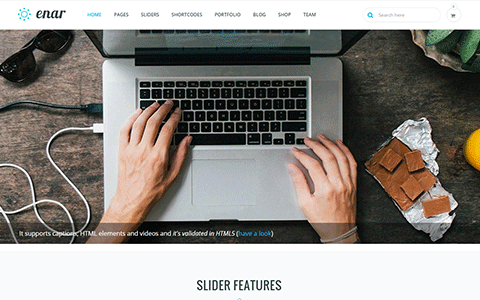 enar
HOME PAGES SLIDERS SHORTCODES PORTFOLIO BLOG SHOP TEAM
Search here!
It supports captions, HTML elements and videos and it's validated in HTML5 (have a look)
SLIDER FEATURES